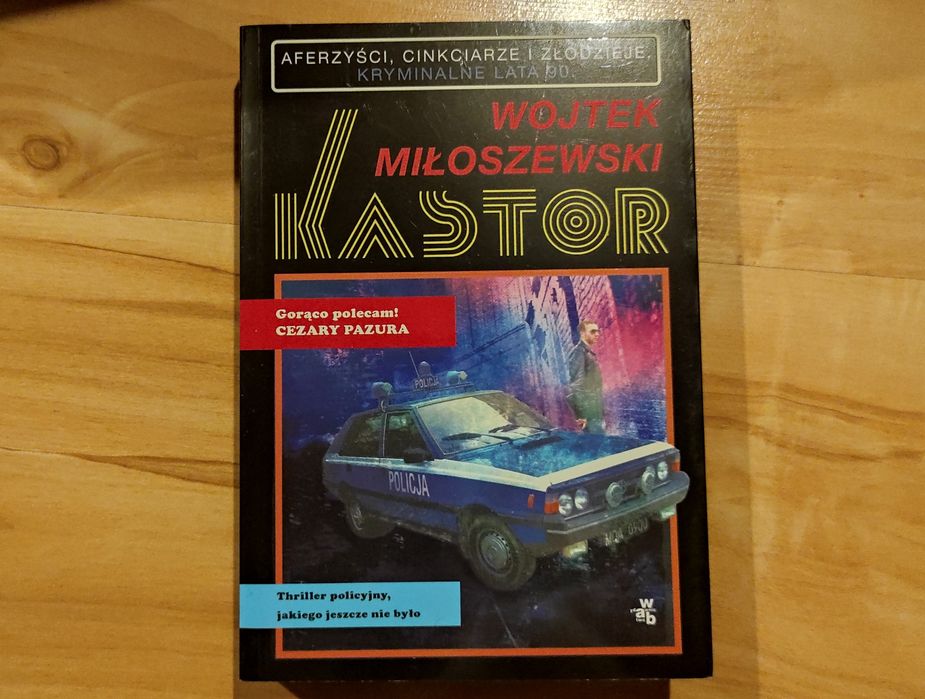 AFERZYŚCI, CINKCIARZE I ZŁODZIEJE.
KRYMINALNE LATA 90.
WOJTEK
MIŁOSZEWSKI
KASTOR
Gorąco polecam!
CEZARY PAZURA
POLICJA
POLICJA
Thriller policyjny,
jakiego jeszcze nie było
w
ab